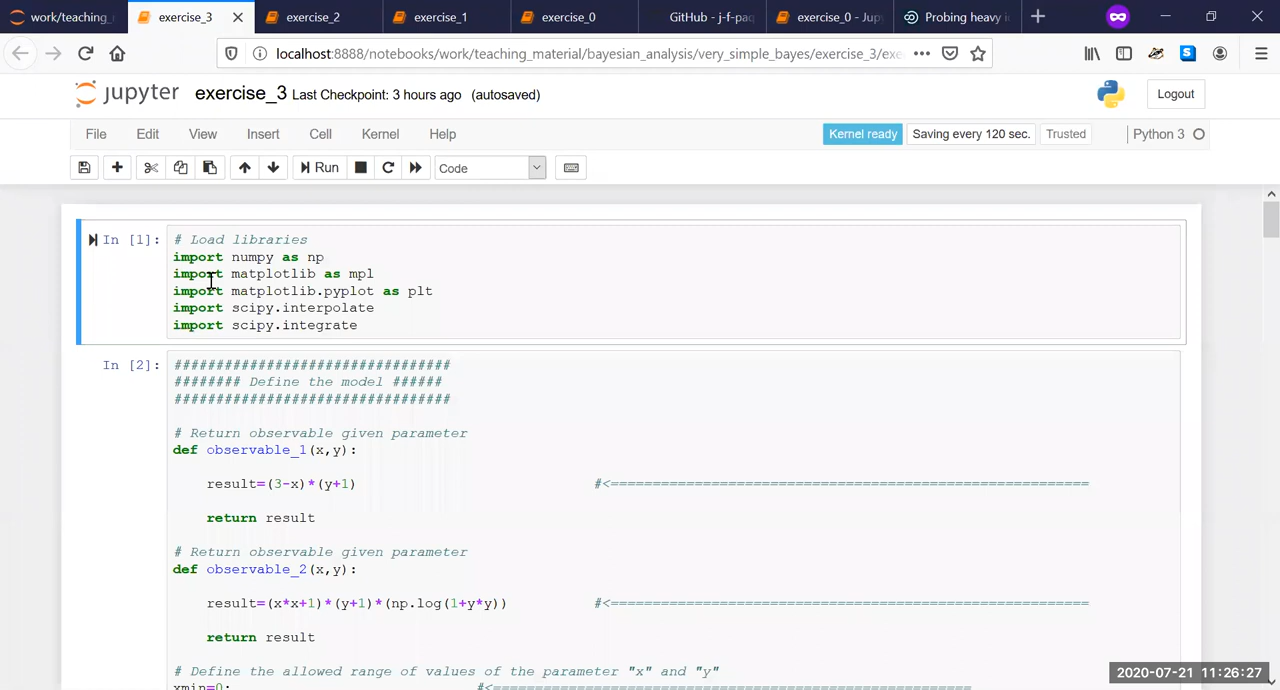 work/teaching_
exercise_3
exercise_2
exercise_1
exercise_0
GitHub - j-f-paq
exercise_0 - Jup
Probing heavy i
localhost:8888/notebooks/work/teaching_material/bayesian_analysis/very_simple_bayes/exercise_3/exe
jupyter exercise_3 Last Checkpoint: 3 hours ago (autosaved)
Logout
File Edit View Insert Cell Kernel Help
Kernel ready Saving every 120 sec. Trusted Python 3
Run Code
In [1]:
# Load libraries
import numpy as np
import matplotlib as mpl
import matplotlib.pyplot as plt
import scipy.interpolate
import scipy.integrate
In [2]:
#################################
######## Define the model ######
#################################
# Return observable given parameter
def observable_1(x,y):
result=(3-x)*(y+1) #<=========================================================
return result
# Return observable given parameter
def observable_2(x,y):
result=(x*x+1)*(y+1)*(np.log(1+y*y)) #<=========================================================
return result
# Define the allowed range of values of the parameter "x" and "y"
xmin=0; #<=========================================================
2020-07-21 11:26:27